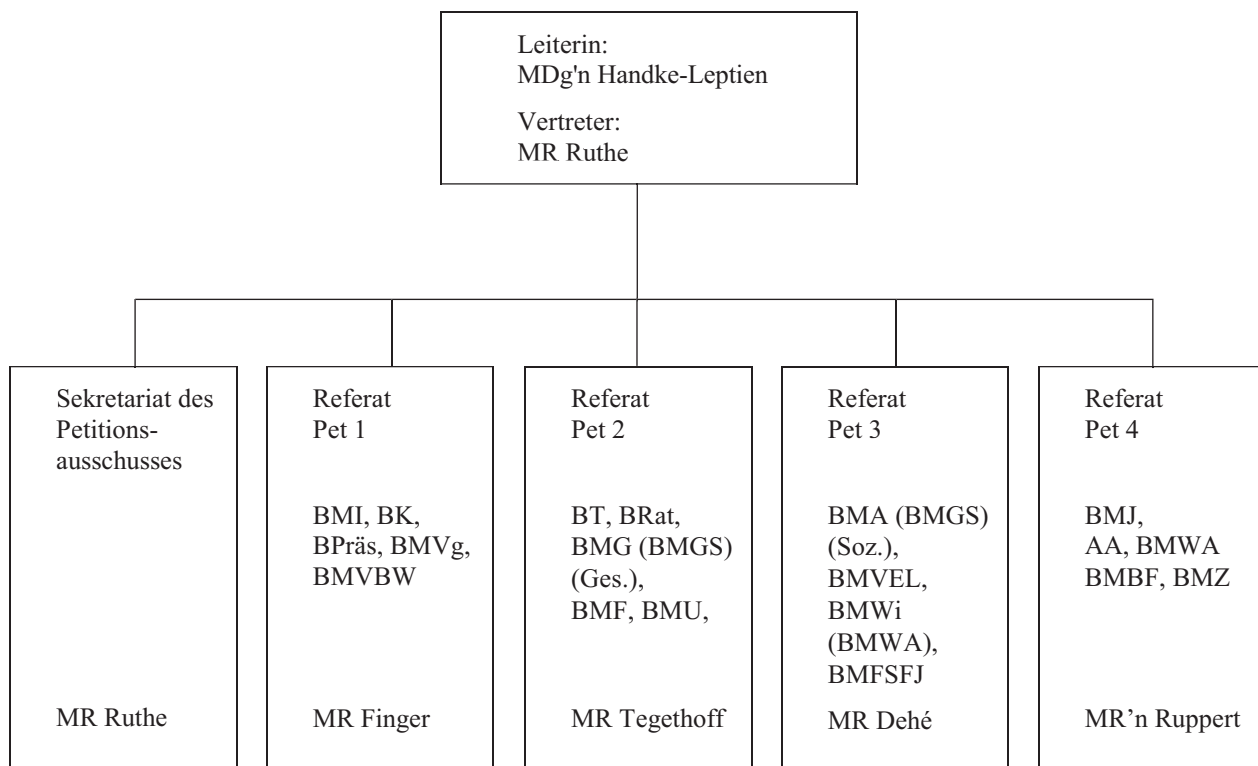 Leiterin:
MDg'n Handke-Leptien
Vertreter:
MR Ruthe
Sekretariat des
Petitions-
ausschusses
MR Ruthe
Referat
Pet 1
BMI, BK,
BPräs, BMVg,
BMVBW
MR Finger
Referat
Pet 2
BT, BRat,
BMG (BMGS)
(Ges.),
BMF, BMU,
MR Tegethoff
Referat
Pet 3
BMA (BMGS)
(Soz.),
BMVEL,
BMWi
(BMWA),
BMFSFJ
MR Dehé
Referat
Pet 4
BMJ,
AA, BMWA
BMBF, BMZ
MR’n Ruppert